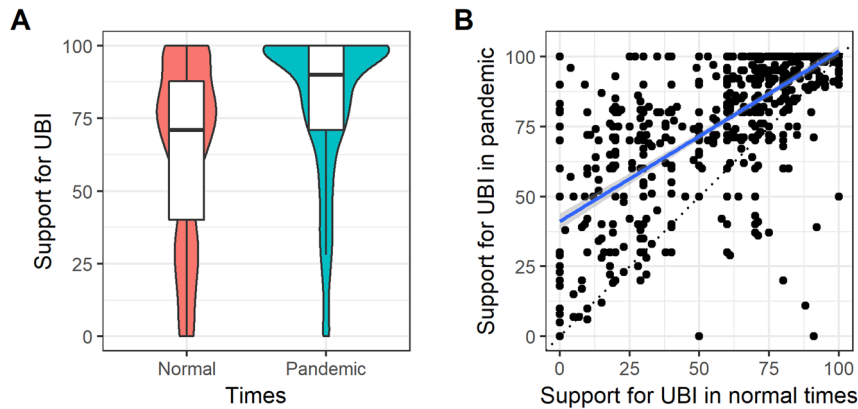 A
Support for UBI
100
75
50
25
0
Normal Pandemic
Times
B
Support for UBI in pandemic
100
75
50
25
0
0 25 50 75 100
Support for UBI in normal times